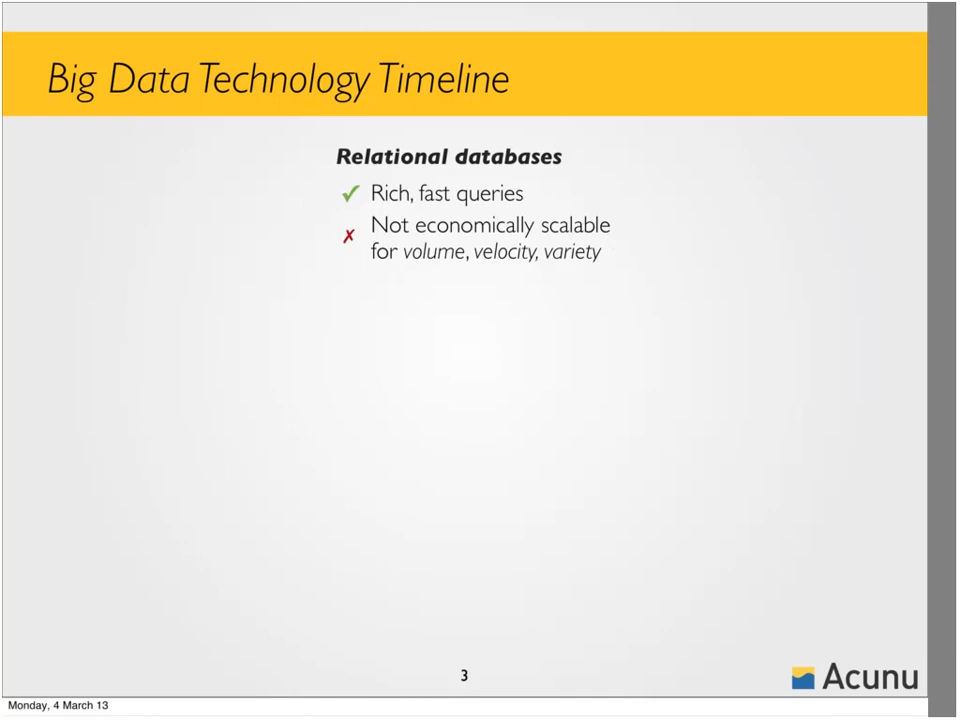 Big Data Technology Timeline
Relational databases
✓ Rich, fast queries
✗ Not economically scalable
for volume, velocity, variety
3
Acunu
Monday, 4 March 13